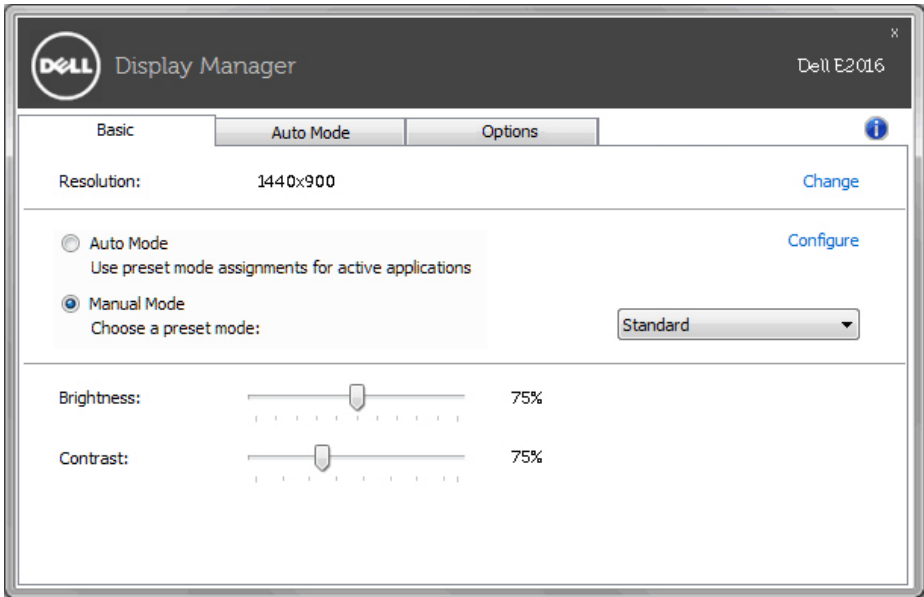 x
DELL Display Manager Dell E2016
Basic Auto Mode Options
Resolution: 1440x900 Change
Auto Mode Configure
Use preset mode assignments for active applications
Manual Mode
Choose a preset mode: Standard
Brightness: 75%
Contrast: 75%